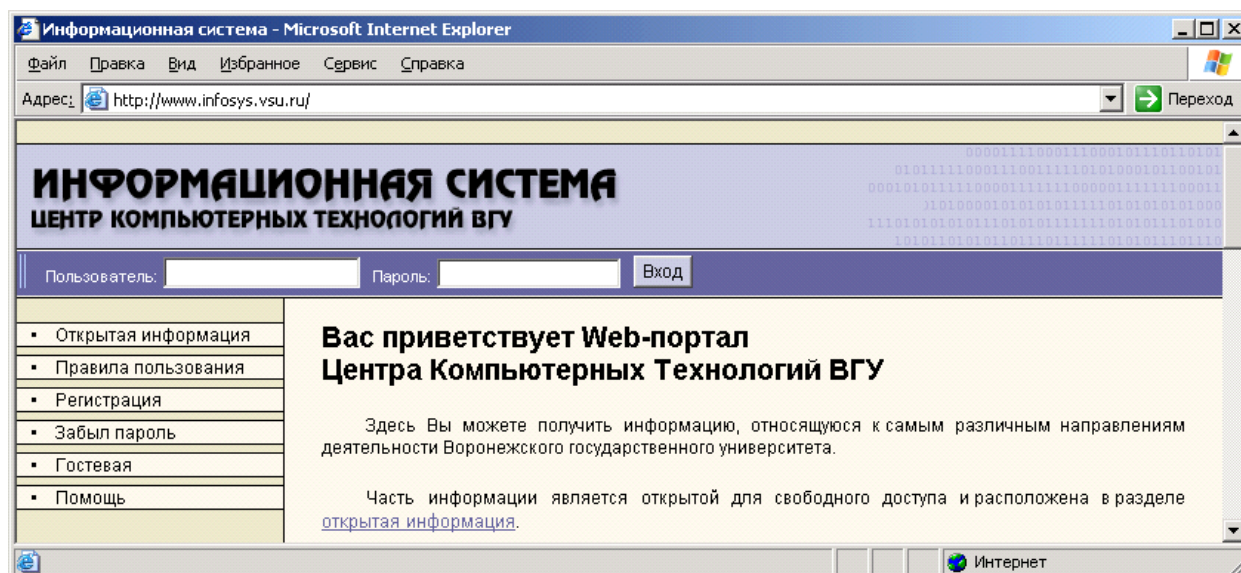 Информационная система - Microsoft Internet Explorer
Файл Правка Вид Избранное Сервис Справка
Адрес: http://www.infosys.vsu.ru/ Переход
ИНФОРМАЦИОННАЯ СИСТЕМА
ЦЕНТР КОМПЬЮТЕРНЫХ ТЕХНОЛОГИЙ ВГУ
Пользователь: Пароль: Вход
Открытая информация
Правила пользования
Регистрация
Забыл пароль
Гостевая
Помощь
Вас приветствует Web-портал
Центра Компьютерных Технологий ВГУ
Здесь Вы можете получить информацию, относящуюся к самым различным направлениям
деятельности Воронежского государственного университета.
Часть информации является открытой для свободного доступа и расположена в разделе
открытая информация.
Интернет